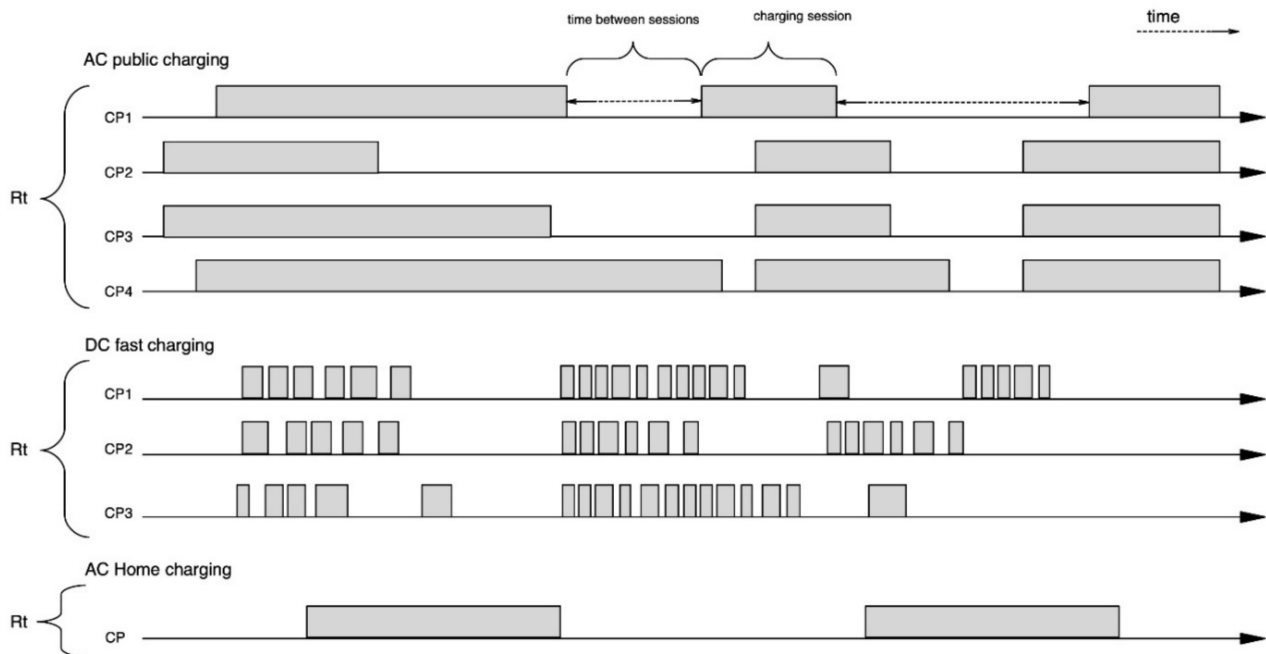 time between sessions
charging session
time
AC public charging
CP1
CP2
Rt
CP3
CP4
DC fast charging
CP1
Rt
CP2
CP3
AC Home charging
Rt
CP